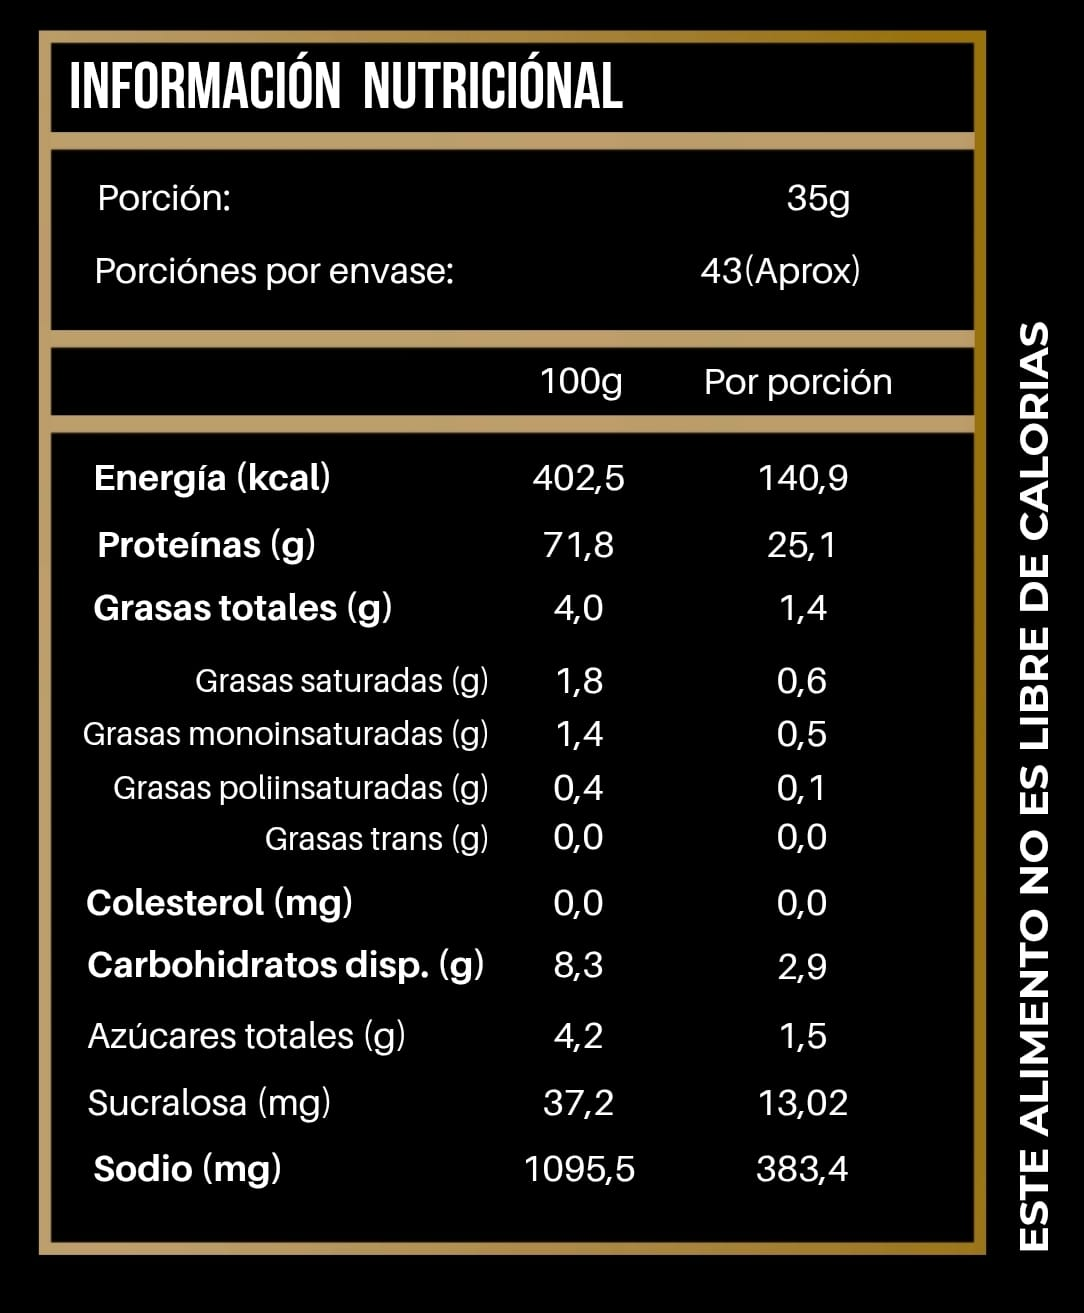 INFORMACIÓN NUTRICIÓNAL
Porción: 35g
Porciónes por envase: 43(Aprox)
100g Por porción
Energía (kcal) 402,5 140,9
Proteínas (g) 71,8 25,1
Grasas totales (g) 4,0 1,4
Grasas saturadas (g) 1,8 0,6
Grasas monoinsaturadas (g) 1,4 0,5
Grasas poliinsaturadas (g) 0,4 0,1
Grasas trans (g) 0,0 0,0
Colesterol (mg) 0,0 0,0
Carbohidratos disp. (g) 8,3 2,9
Azúcares totales (g) 4,2 1,5
Sucralosa (mg) 37,2 13,02
Sodio (mg) 1095,5 383,4
ESTE ALIMENTO NO ES LIBRE DE CALORIAS